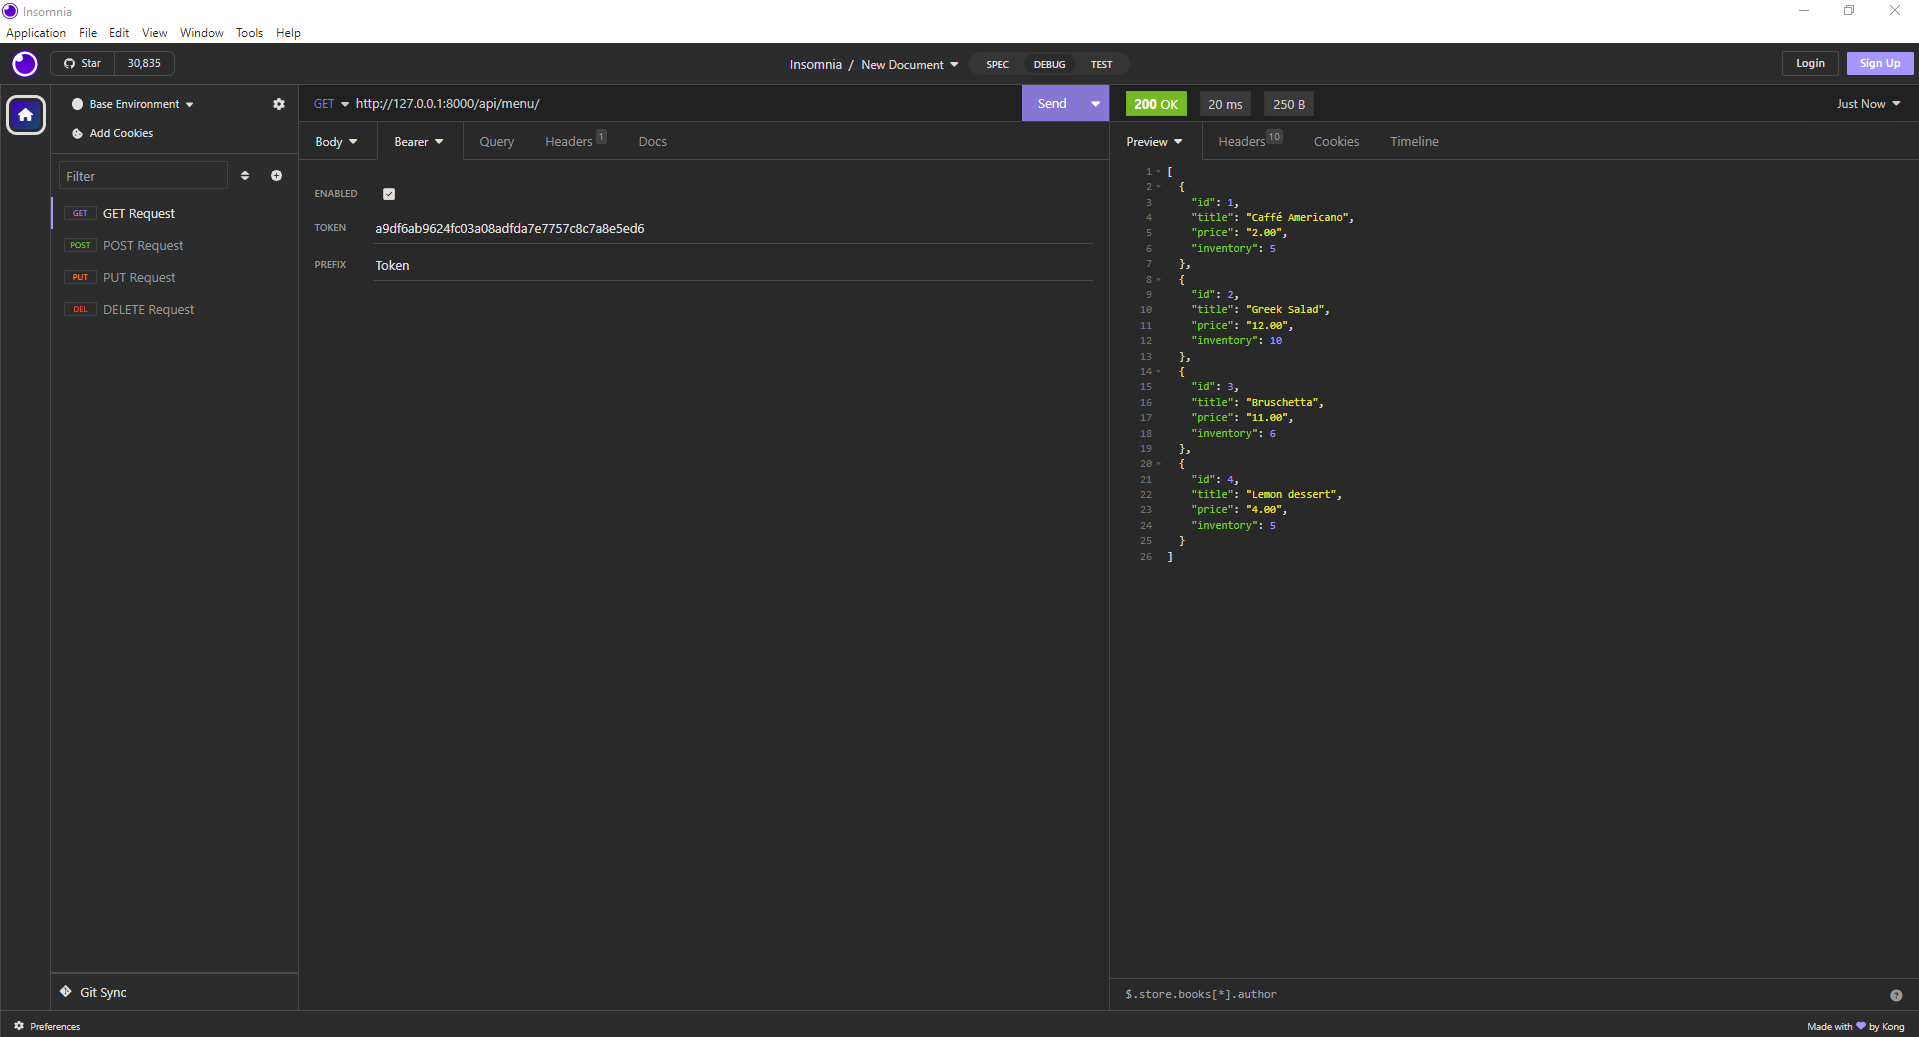 Insomnia
Application File Edit View Window Tools Help
Star 30,835
Insomnia / New Document SPEC DEBUG TEST
Login Sign Up
Base Environment
Add Cookies
Filter
GET GET Request
POST POST Request
PUT PUT Request
DEL DELETE Request
Git Sync
Preferences
GET http://127.0.0.1:8000/api/menu/ Send
Body Bearer Query Headers 1 Docs
ENABLED
TOKEN a9df6ab9624fc03a08adfda7e7757c8c7a8e5ed6
PREFIX Token
200 OK 20 ms 250 B Just Now
Preview Headers 10 Cookies Timeline
1 [
2 {
3 "id": 1,
4 "title": "Caffé Americano",
5 "price": "2.00",
6 "inventory": 5
7 },
8 {
9 "id": 2,
10 "title": "Greek Salad",
11 "price": "12.00",
12 "inventory": 10
13 },
14 {
15 "id": 3,
16 "title": "Bruschetta",
17 "price": "11.00",
18 "inventory": 6
19 },
20 {
21 "id": 4,
22 "title": "Lemon dessert",
23 "price": "4.00",
24 "inventory": 5
25 }
26 ]
$.store.books[*].author ?
Made with 💜 by Kong